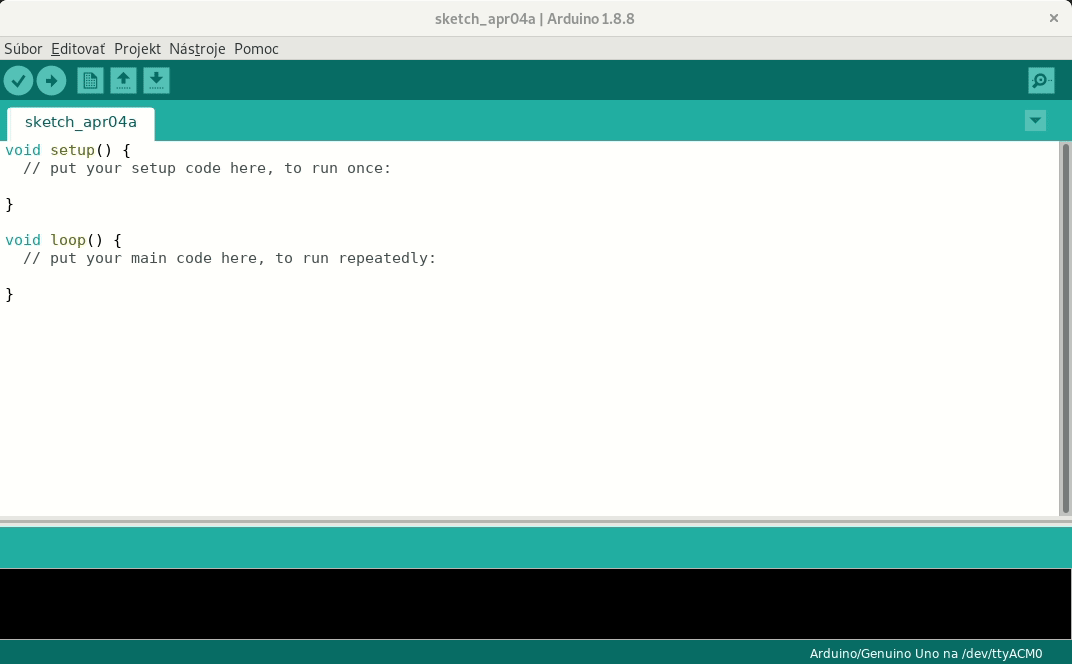 sketch_apr04a | Arduino 1.8.8
Súbor Editovať Projekt Nástroje Pomoc
sketch_apr04a
void setup() {
  // put your setup code here, to run once:
}
void loop() {
  // put your main code here, to run repeatedly:
}
Arduino/Genuino Uno na /dev/ttyACM0